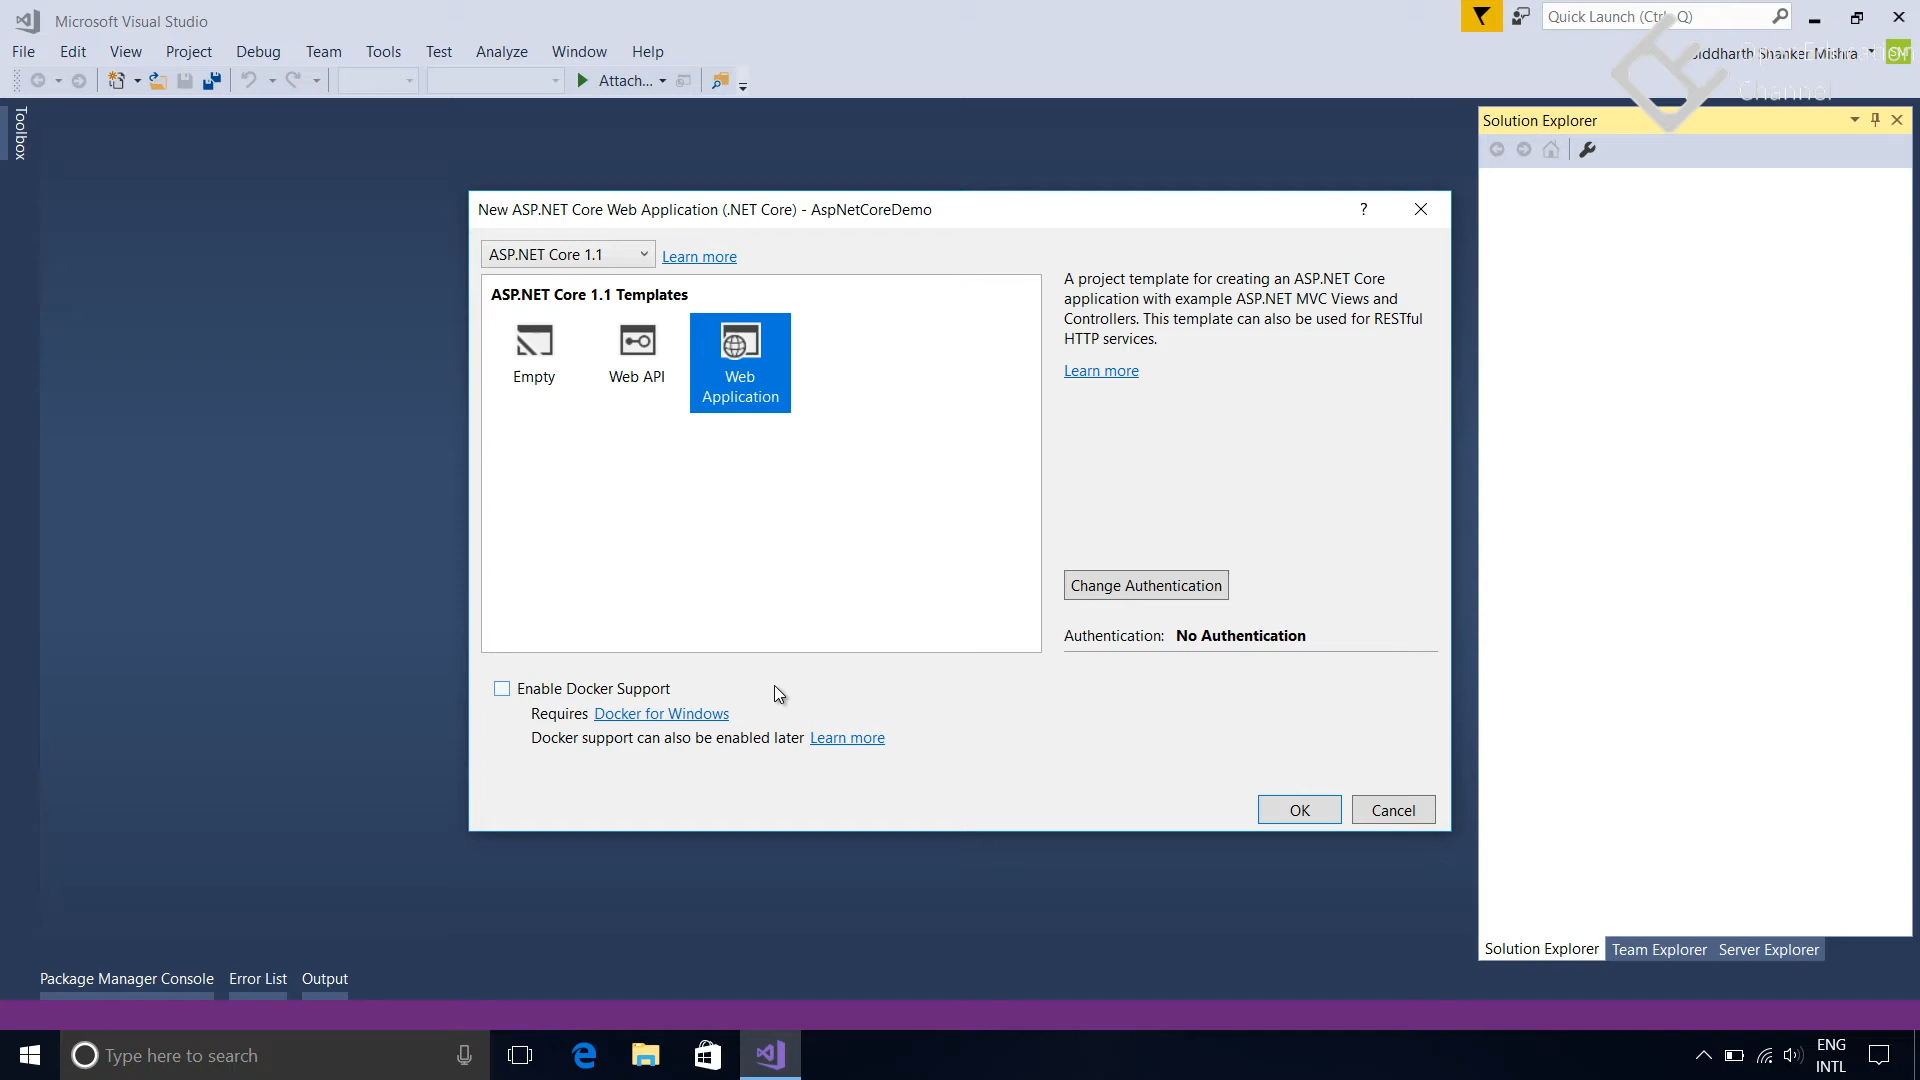 Microsoft Visual Studio
Quick Launch (Ctrl+Q)
File Edit View Project Debug Team Tools Test Analyze Window Help
Siddharth Shanker Mishra SM
Attach...
Channel
Toolbox
Solution Explorer
New ASP.NET Core Web Application (.NET Core) - AspNetCoreDemo ?
ASP.NET Core 1.1 Learn more
ASP.NET Core 1.1 Templates
Empty
Web API
Web
Application
A project template for creating an ASP.NET Core
application with example ASP.NET MVC Views and
Controllers. This template can also be used for RESTful
HTTP services.
Learn more
Change Authentication
Authentication: No Authentication
Enable Docker Support
Requires Docker for Windows
Docker support can also be enabled later Learn more
OK Cancel
Solution Explorer Team Explorer Server Explorer
Package Manager Console Error List Output
Type here to search
ENG
INTL